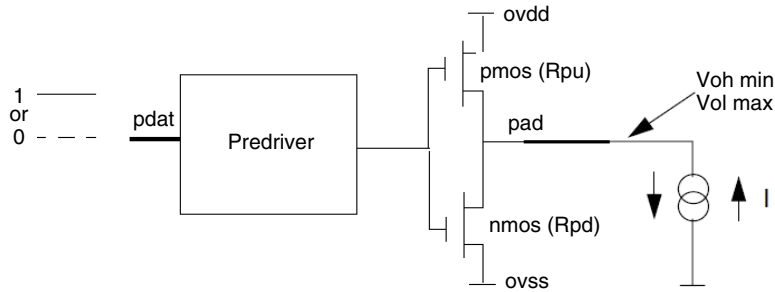 ovdd
pmos (Rpu)
Voh min
Vol max
1
or
0
pdat
Predriver
pad
I
nmos (Rpd)
ovss